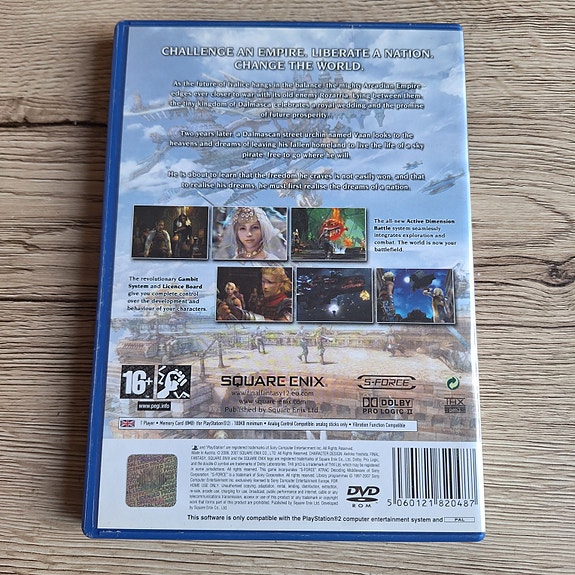 CHALLENGE AN EMPIRE. LIBERATE A NATION.
CHANGE THE WORLD.
As the future of Ivalice hangs in the balance, the mighty Arcadian Empire
edges ever closer to war with its old enemy Rozarria. Lying between them,
the tiny kingdom of Dalmasca celebrates a royal wedding and the promise
of future prosperity...
Two years later a Dalmascan street urchin named Vaan looks to the
heavens and dreams of leaving his fallen homeland to live the life of a sky
pirate, free to go where he will.
He is about to learn that the freedom he craves is not easily won, and that
to realise his dreams, he must first realise the dreams of a nation.
The all-new Active Dimension
Battle system seamlessly
integrates exploration and
combat. The world is now your
battlefield.
The revolutionary Gambit
System and Licence Board
give you complete control
over the development and
behaviour of your characters.
16+
www.pegi.info
SQUARE ENIX
www.finalfantasy12-eu.com
www.square-enix.com
Published by Square Enix Ltd.
S-FORCE
DOLBY
PRO LOGIC II
THX
1 Player • Memory Card (8MB) (for PlayStation®2) : 180KB minimum • Analog Control Compatible: analog sticks only • Vibration Function Compatible
DVD
ROM
5 060121 820487
This software is only compatible with the PlayStation®2 computer entertainment system and
PAL